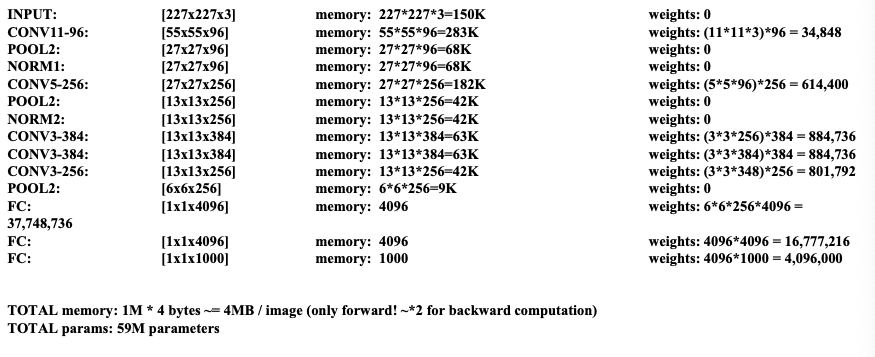 INPUT: [227x227x3] memory: 227*227*3=150K weights: 0
CONV11-96: [55x55x96] memory: 55*55*96=283K weights: (11*11*3)*96 = 34,848
POOL2: [27x27x96] memory: 27*27*96=68K weights: 0
NORM1: [27x27x96] memory: 27*27*96=68K weights: 0
CONV5-256: [27x27x256] memory: 27*27*256=182K weights: (5*5*96)*256 = 614,400
POOL2: [13x13x256] memory: 13*13*256=42K weights: 0
NORM2: [13x13x256] memory: 13*13*256=42K weights: 0
CONV3-384: [13x13x384] memory: 13*13*384=63K weights: (3*3*256)*384 = 884,736
CONV3-384: [13x13x384] memory: 13*13*384=63K weights: (3*3*384)*384 = 884,736
CONV3-256: [13x13x256] memory: 13*13*256=42K weights: (3*3*348)*256 = 801,792
POOL2: [6x6x256] memory: 6*6*256=9K weights: 0
FC: [1x1x4096] memory: 4096 weights: 6*6*256*4096 =
37,748,736
FC: [1x1x4096] memory: 4096 weights: 4096*4096 = 16,777,216
FC: [1x1x1000] memory: 1000 weights: 4096*1000 = 4,096,000
TOTAL memory: 1M * 4 bytes ~= 4MB / image (only forward! ~*2 for backward computation)
TOTAL params: 59M parameters